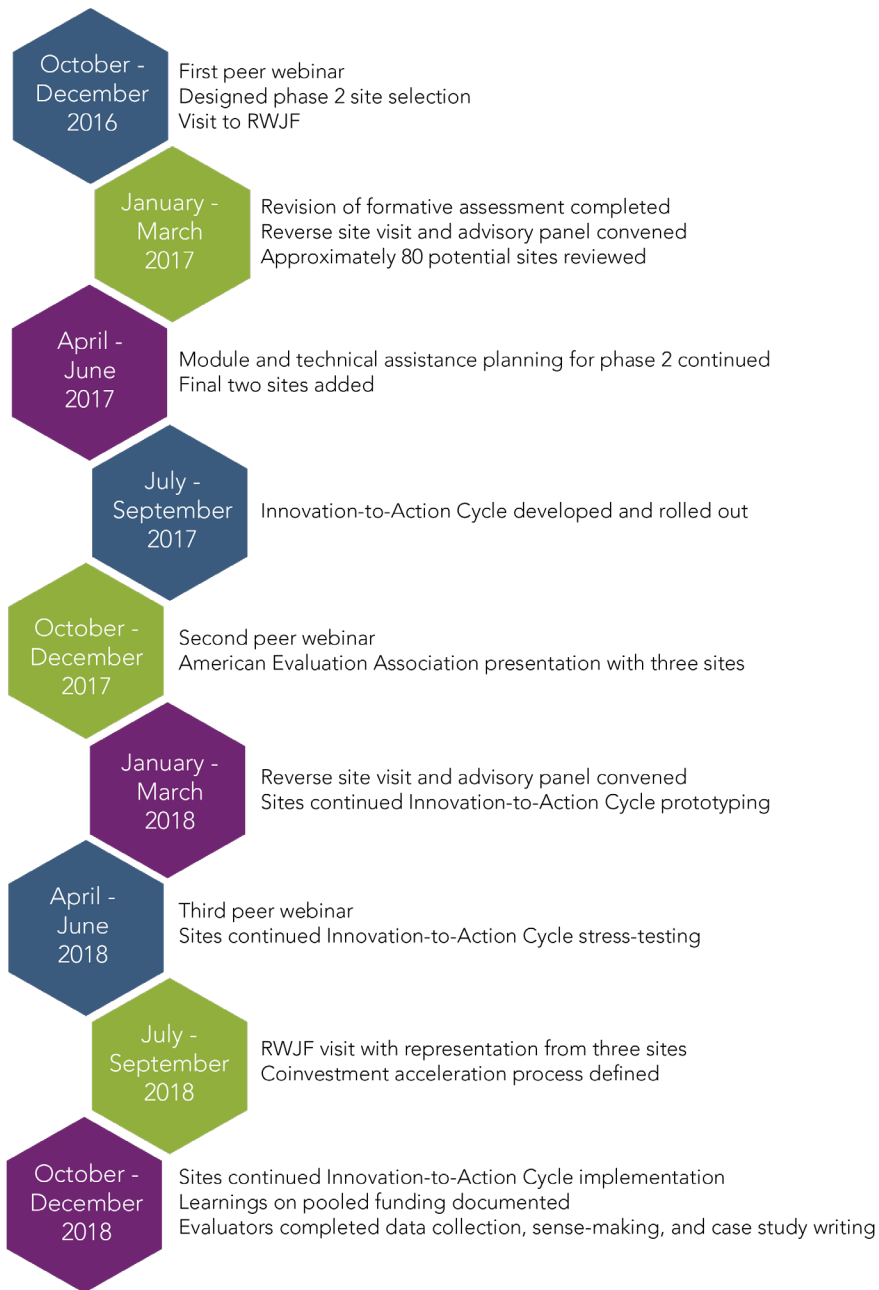 October -
December
2016
First peer webinar
Designed phase 2 site selection
Visit to RWJF
January -
March
2017
Revision of formative assessment completed
Reverse site visit and advisory panel convened
Approximately 80 potential sites reviewed
April -
June
2017
Module and technical assistance planning for phase 2 continued
Final two sites added
July -
September
2017
Innovation-to-Action Cycle developed and rolled out
October -
December
2017
Second peer webinar
American Evaluation Association presentation with three sites
January -
March
2018
Reverse site visit and advisory panel convened
Sites continued Innovation-to-Action Cycle prototyping
April -
June
2018
Third peer webinar
Sites continued Innovation-to-Action Cycle stress-testing
July -
September
2018
RWJF visit with representation from three sites
Coinvestment acceleration process defined
October -
December
2018
Sites continued Innovation-to-Action Cycle implementation
Learnings on pooled funding documented
Evaluators completed data collection, sense-making, and case study writing